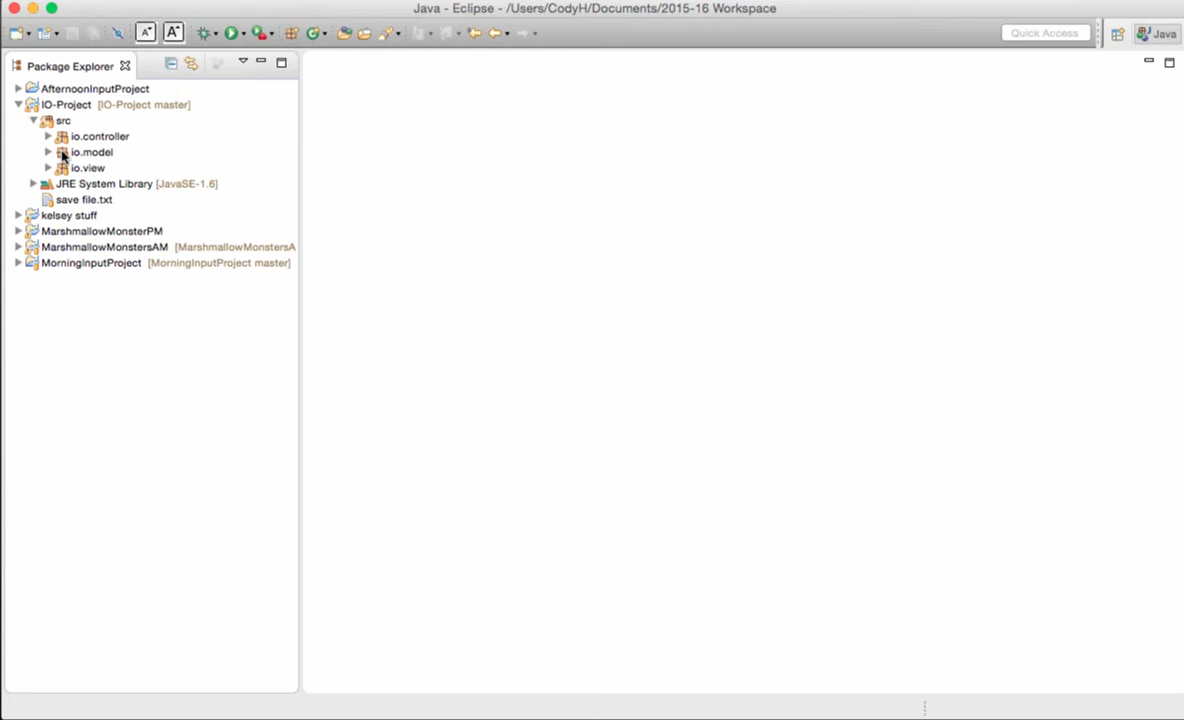 Java - Eclipse - /Users/CodyH/Documents/2015-16 Workspace
A A Quick Access Java
Package Explorer
AfternoonInputProject
IO-Project [IO-Project master]
src
io.controller
io.model
io.view
JRE System Library [JavaSE-1.6]
save file.txt
kelsey stuff
MarshmallowMonsterPM
MarshmallowMonstersAM [MarshmallowMonstersA
MorningInputProject [MorningInputProject master]